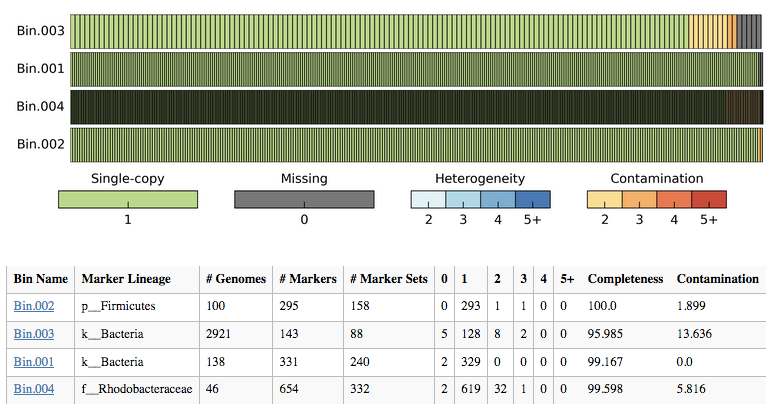 Bin.003
Bin.001
Bin.004
Bin.002
Single-copy Missing Heterogeneity Contamination
1 0 2 3 4 5+ 2 3 4 5+
Bin Name Marker Lineage # Genomes # Markers # Marker Sets 0 1 2 3 4 5+ Completeness Contamination
Bin.002 p__Firmicutes 100 295 158 0 293 1 1 0 0 100.0 1.899
Bin.003 k__Bacteria 2921 143 88 5 128 8 2 0 0 95.985 13.636
Bin.001 k__Bacteria 138 331 240 2 329 0 0 0 0 99.167 0.0
Bin.004 f__Rhodobacteraceae 46 654 332 2 619 32 1 0 0 99.598 5.816